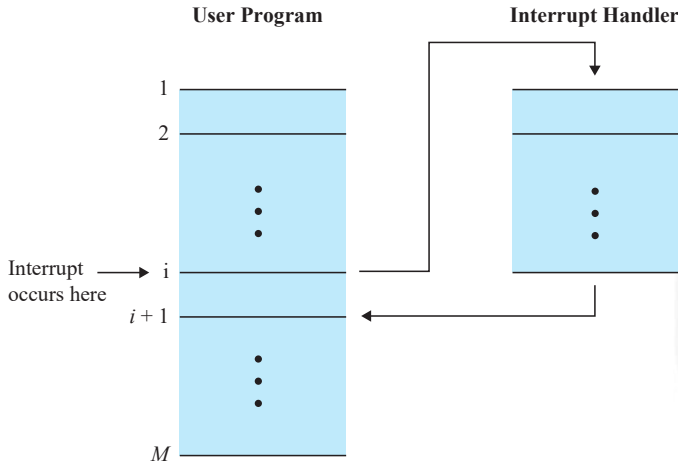 User Program
Interrupt Handler
1
2
Interrupt
occurs here
i
i + 1
M